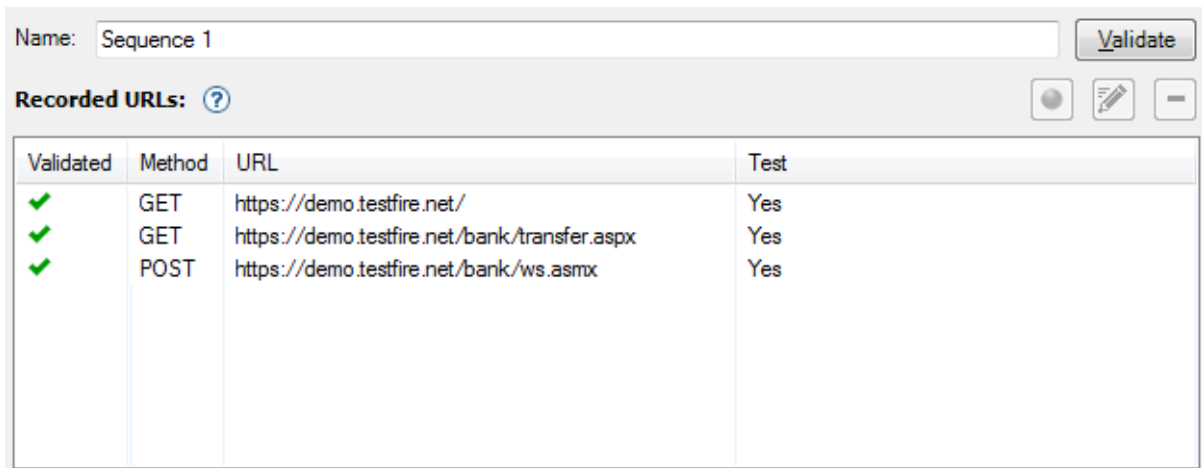 Name: Sequence 1 Validate
Recorded URLs: ?
Validated Method URL Test
GET https://demo.testfire.net/ Yes
GET https://demo.testfire.net/bank/transfer.aspx Yes
POST https://demo.testfire.net/bank/ws.asmx Yes